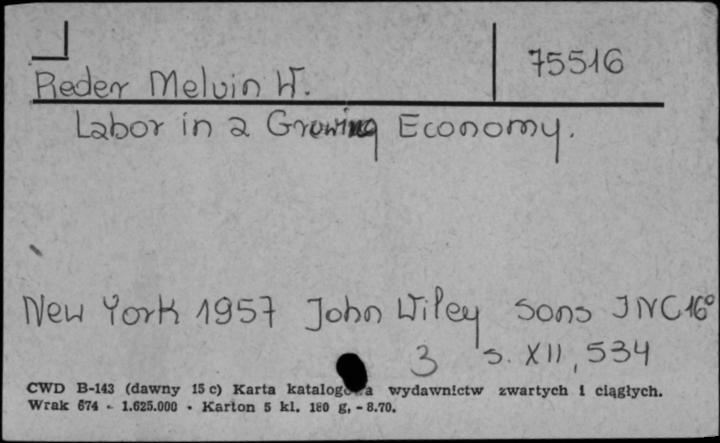 75516
Reder Melvin W.
Labor in a Growing Economy.
New York 1957 John Wiley sons INC 16°
3 s. XII, 534
CWD B-143 (dawny 15 c) Karta katalogowa wydawnictw zwartych i ciągłych.
Wrak 674 - 1.625.000 • Karton 5 kl. 180 g, - 8.70.